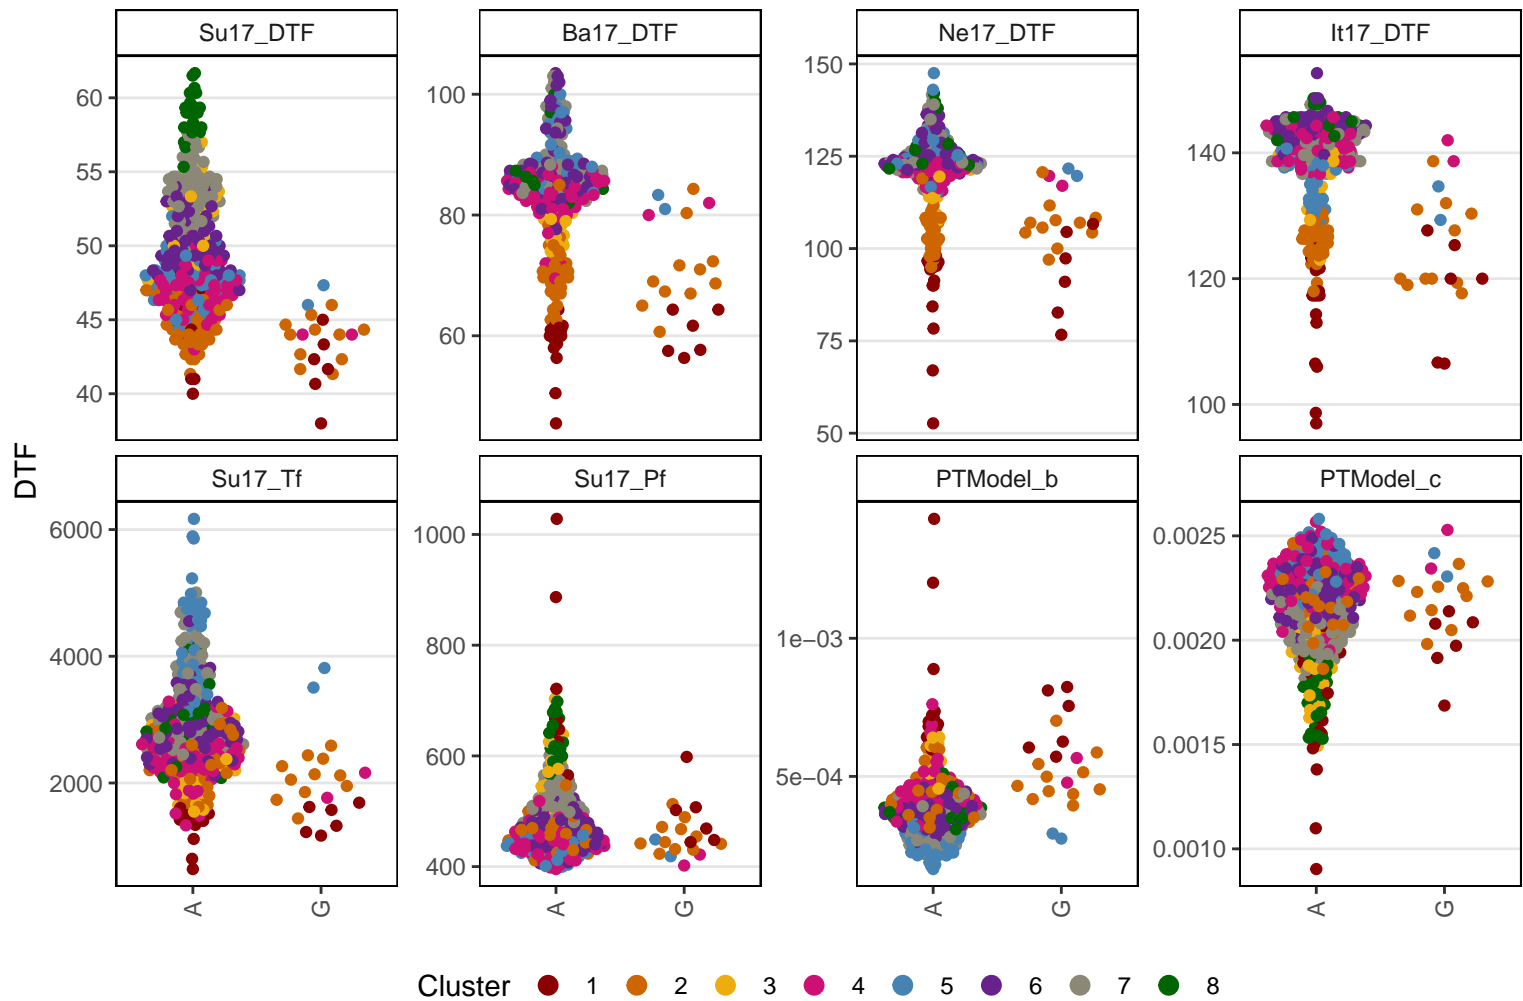 Su17_DTF
Ba17_DTF
Ne17_DTF
It17_DTF
60
55
50
45
40
100
80
60
150
125
100
75
50
140
120
100
DTF
Su17_Tf
Su17_Pf
PTModel_b
PTModel_c
6000
4000
2000
1000
800
600
400
1e−03
5e−04
0.0025
0.0020
0.0015
0.0010
A G A G A G A G
Cluster 1 2 3 4 5 6 7 8